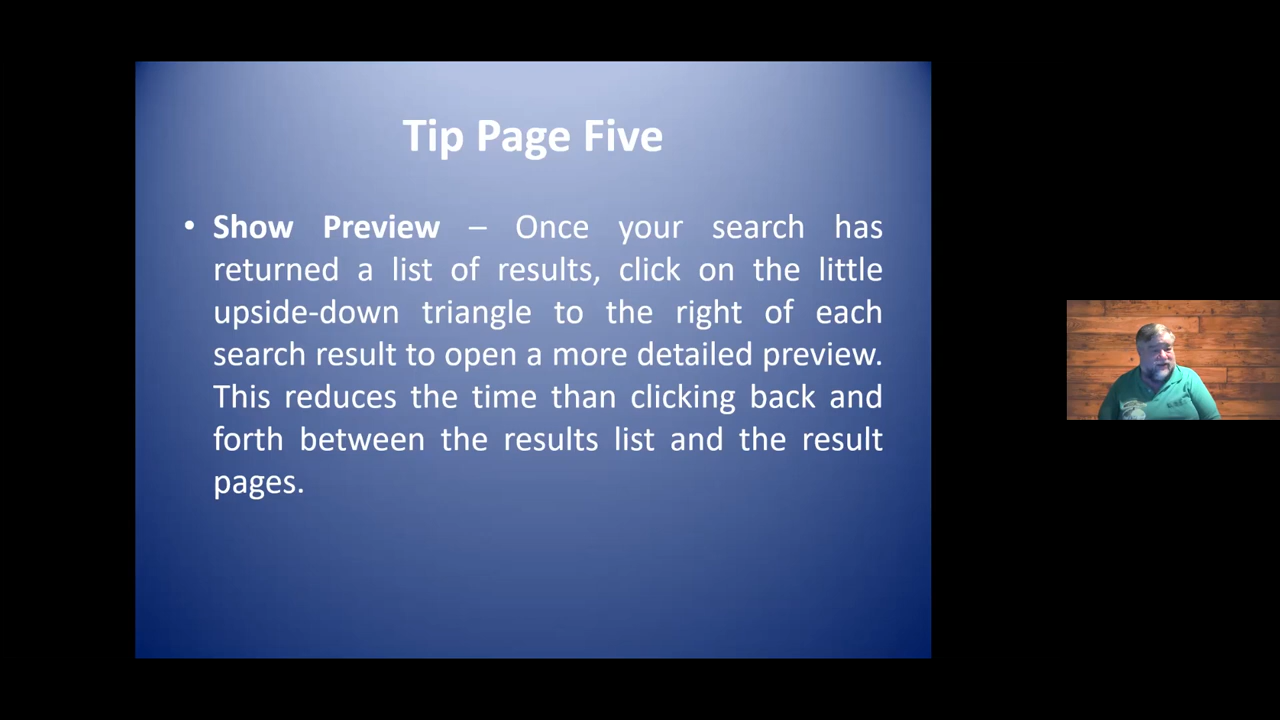 Tip Page Five
• Show Preview – Once your search has
returned a list of results, click on the little
upside-down triangle to the right of each
search result to open a more detailed preview.
This reduces the time than clicking back and
forth between the results list and the result
pages.